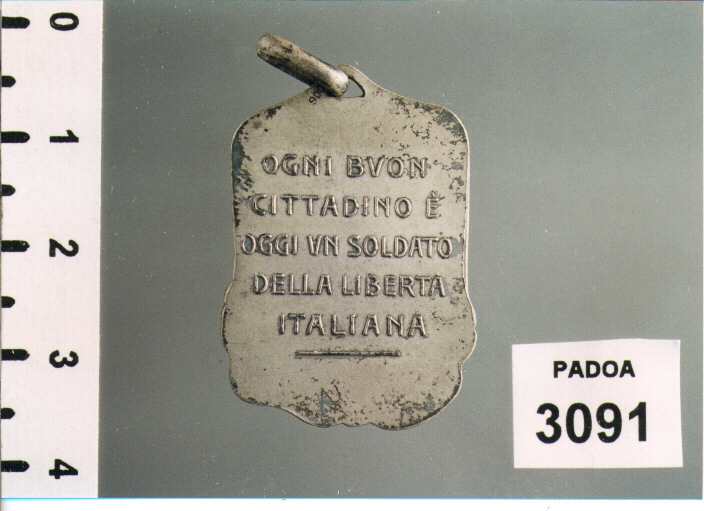 OGNI BVON
CITTADINO È
OGGI VN SOLDATO
DELLA LIBERTA
ITALIANA
PADOA
3091
0
1
2
3
4